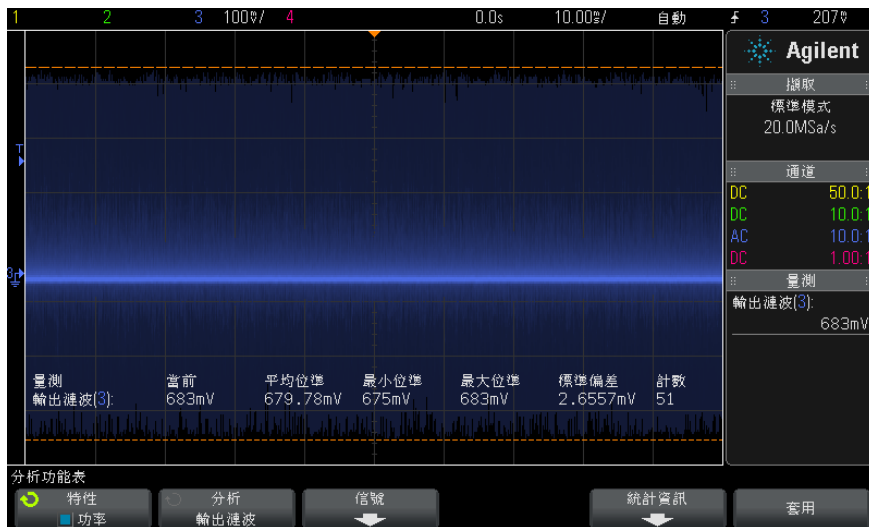 1 2 3 100㎷/ 4 0.0s 10.00㎳/ 自動 3 207㎷
Agilent
擷取
標準模式
20.0MSa/s
通道
DC 50.0:1
DC 10.0:1
AC 10.0:1
DC 1.00:1
量測
輸出漣波(3):
683mV
T
3
量測 當前 平均位準 最小位準 最大位準 標準偏差 計數
輸出漣波(3): 683mV 679.78mV 675mV 683mV 2.6557mV 51
分析功能表
特性 分析 信號 統計資訊 套用
功率 輸出漣波